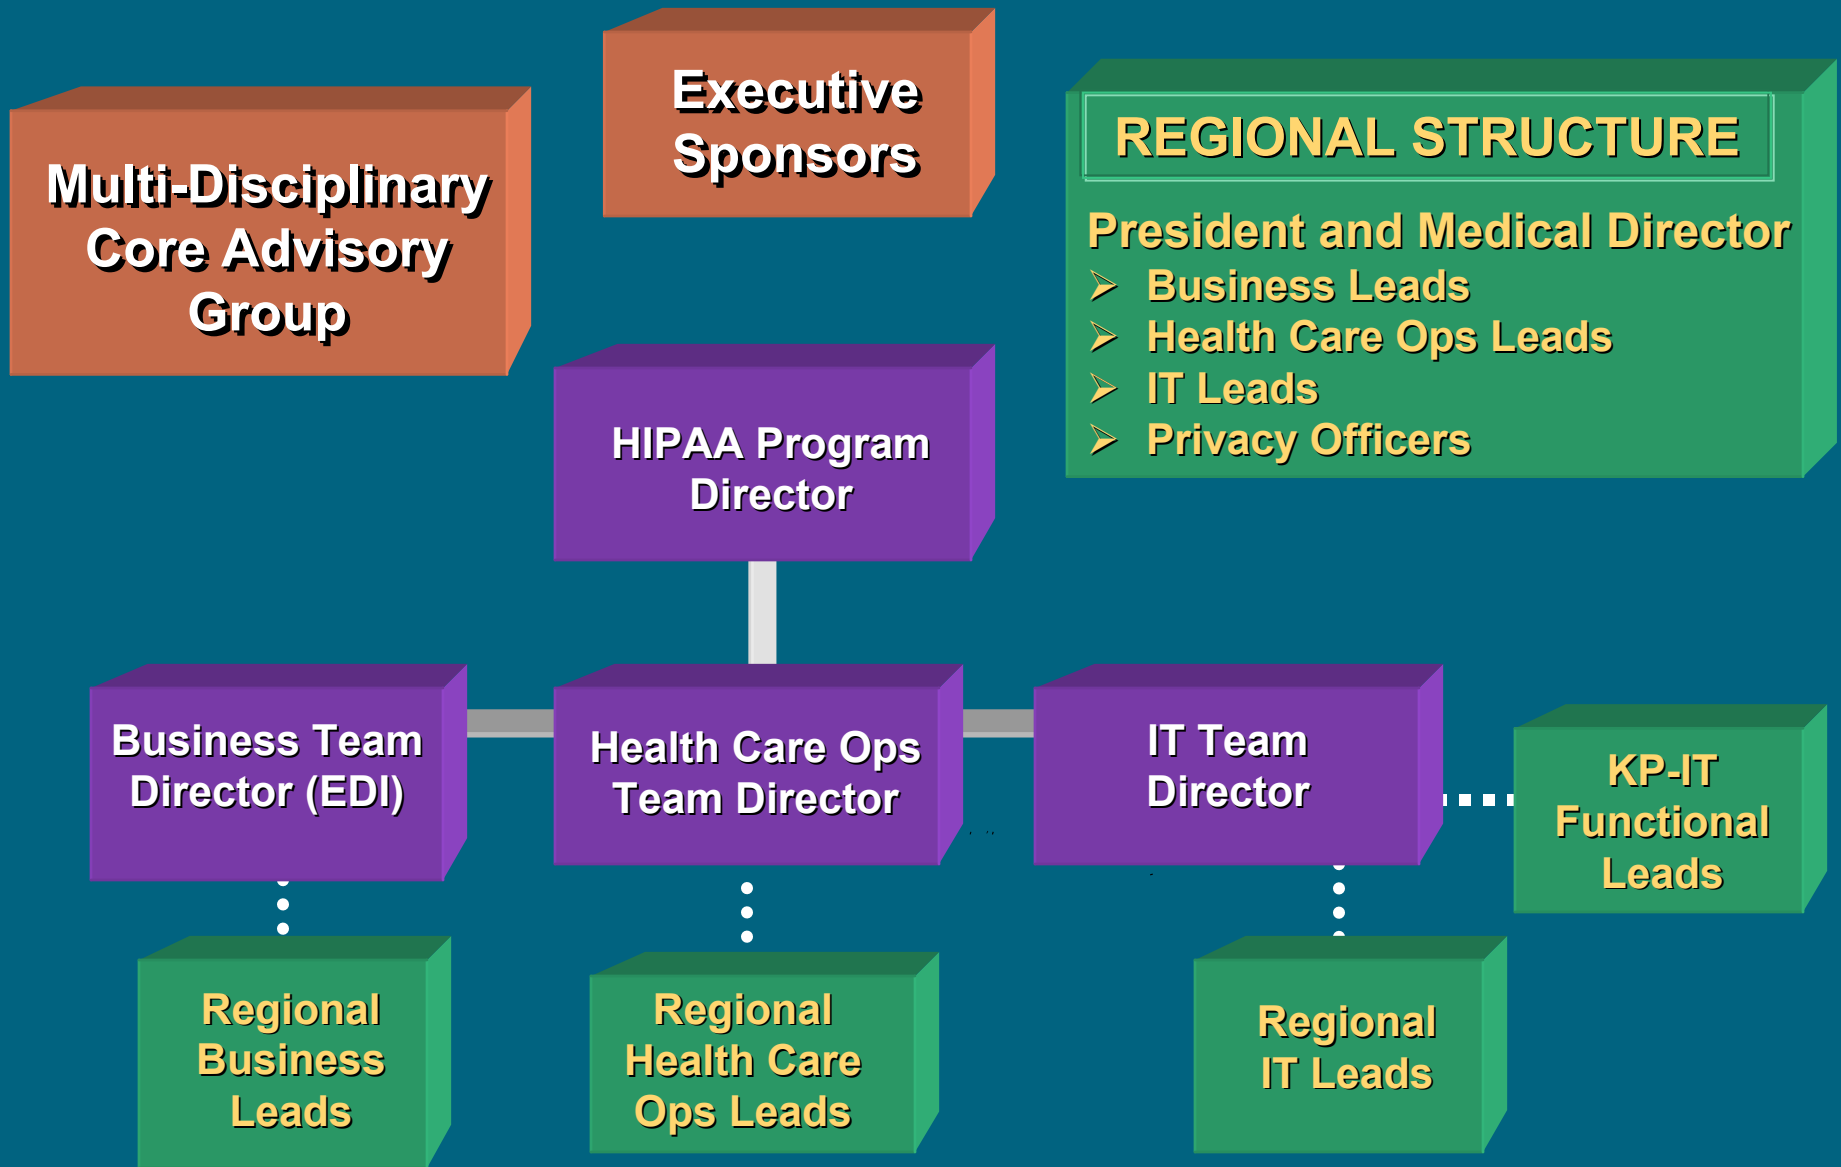 Executive
Sponsors
Multi-Disciplinary
Core Advisory
Group
REGIONAL STRUCTURE
President and Medical Director
➢ Business Leads
➢ Health Care Ops Leads
➢ IT Leads
➢ Privacy Officers
HIPAA Program
Director
Business Team
Director (EDI)
Health Care Ops
Team Director
IT Team
Director
KP-IT
Functional
Leads
Regional
Business
Leads
Regional
Health Care
Ops Leads
Regional
IT Leads